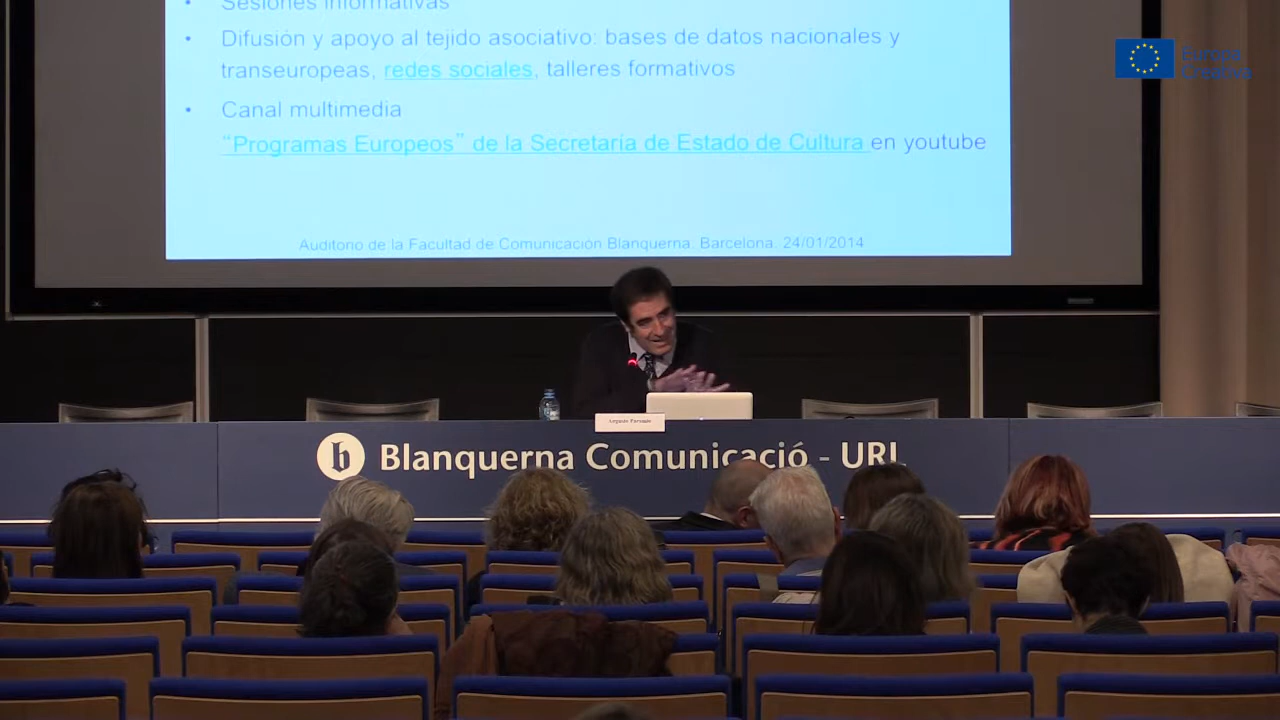 Sesiones informativas
• Difusión y apoyo al tejido asociativo: bases de datos nacionales y
transeuropeas, redes sociales, talleres formativos
• Canal multimedia
“Programas Europeos” de la Secretaría de Estado de Cultura en youtube
Auditorio de la Facultad de Comunicación Blanquerna. Barcelona. 24/01/2014
Europa
Creativa
b Blanquerna Comunicació - URL